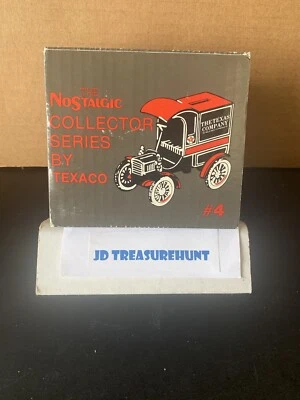 THE
NOSTALGIC
COLLECTOR
SERIES
BY
TEXACO
THE TEXAS
COMPANY
#4
JD TREASUREHUNT